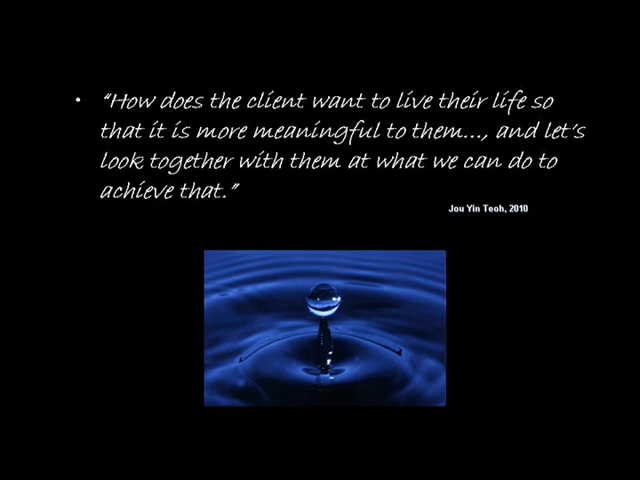 • “How does the client want to live their life so
that it is more meaningful to them..., and let’s
look together with them at what we can do to
achieve that.”
Jou Yin Teoh, 2010